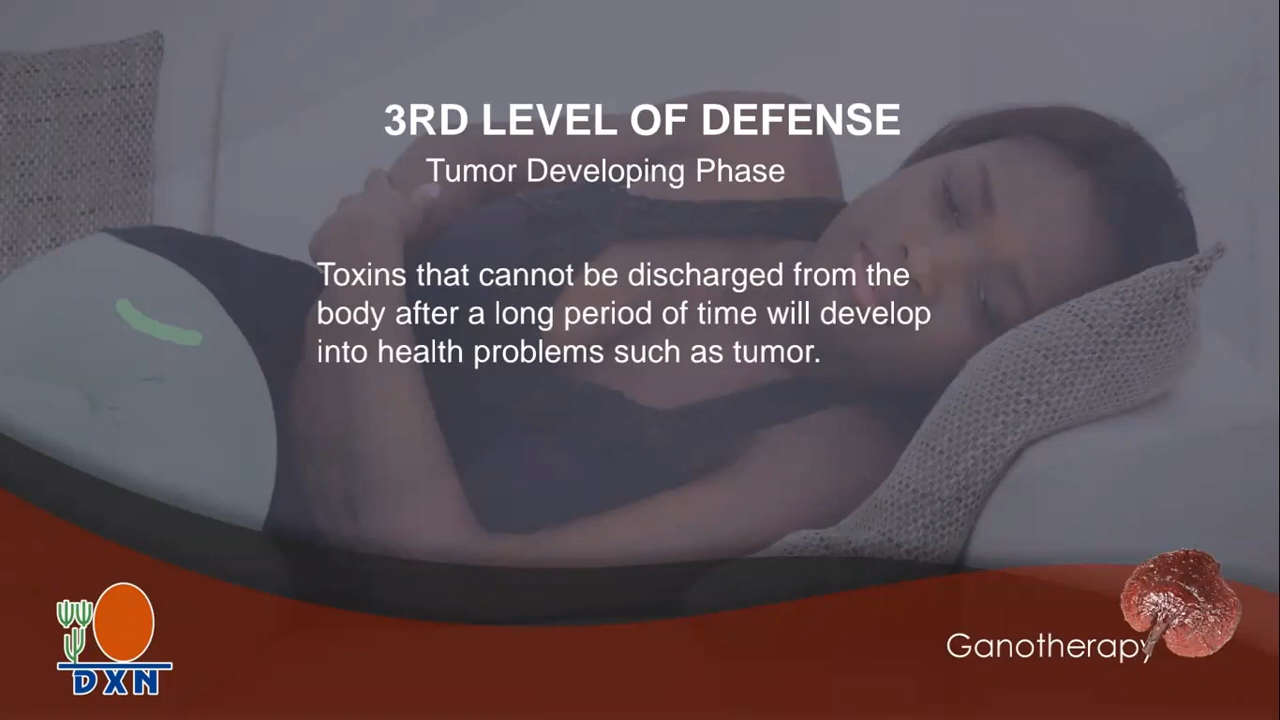 3RD LEVEL OF DEFENSE
Tumor Developing Phase
Toxins that cannot be discharged from the
body after a long period of time will develop
into health problems such as tumor.
DXN
Ganotherapy